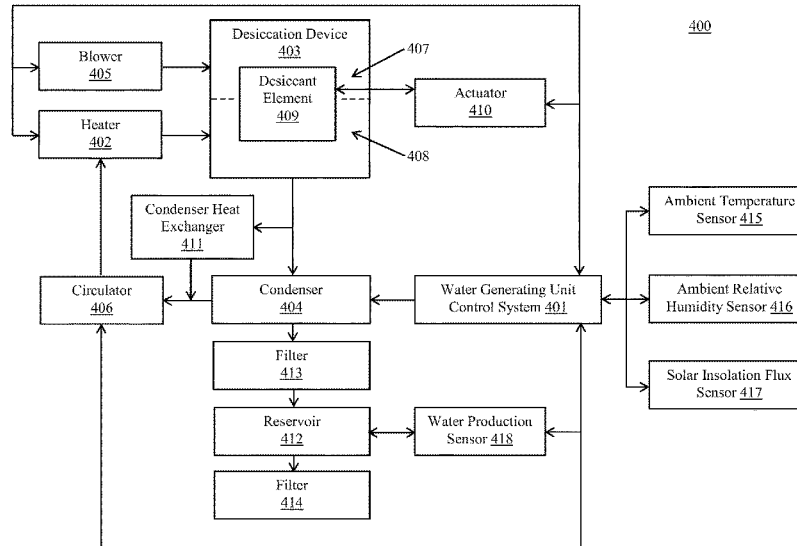 400
Desiccation Device
403
407
Blower
405
Desiccant
Element
409
Actuator
410
Heater
402
408
Condenser Heat
Exchanger
411
Ambient Temperature
Sensor 415
Circulator
406
Condenser
404
Water Generating Unit
Control System 401
Ambient Relative
Humidity Sensor 416
Filter
413
Solar Insolation Flux
Sensor 417
Reservoir
412
Water Production
Sensor 418
Filter
414